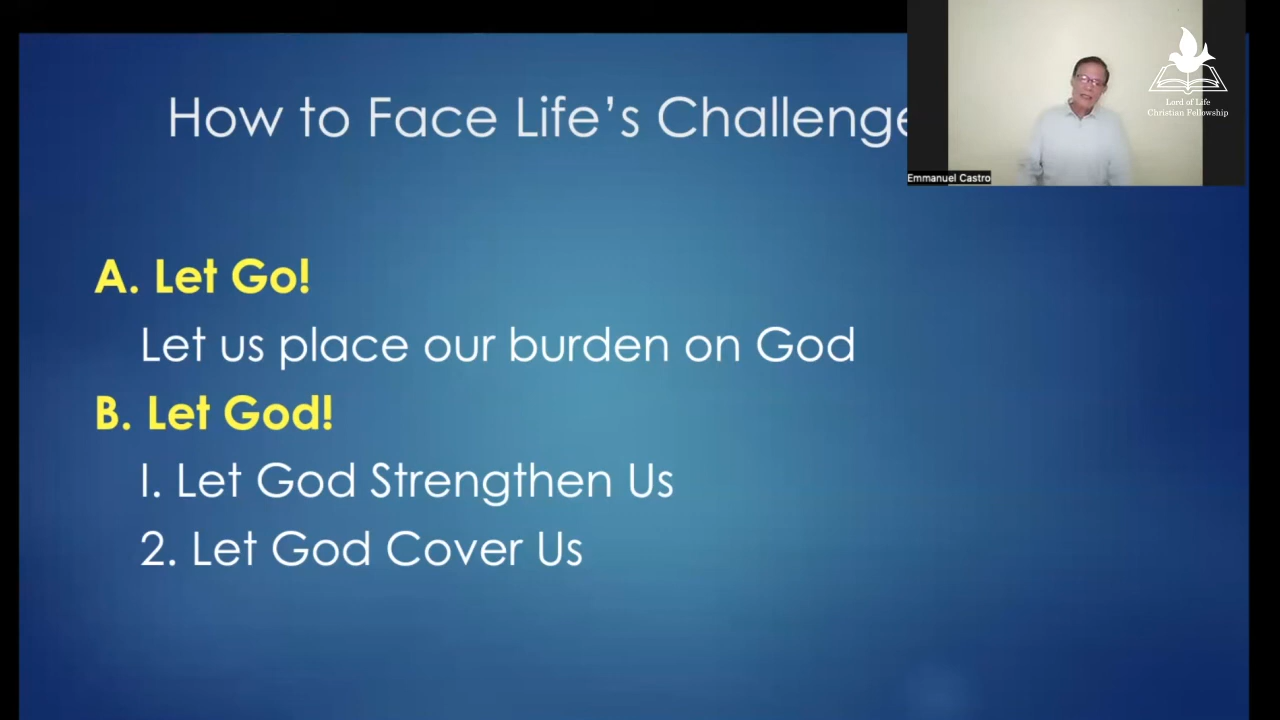 How to Face Life’s Challenge
Lord of Life
Christian Fellowship
Emmanuel Castro
A. Let Go!
Let us place our burden on God
B. Let God!
I. Let God Strengthen Us
2. Let God Cover Us